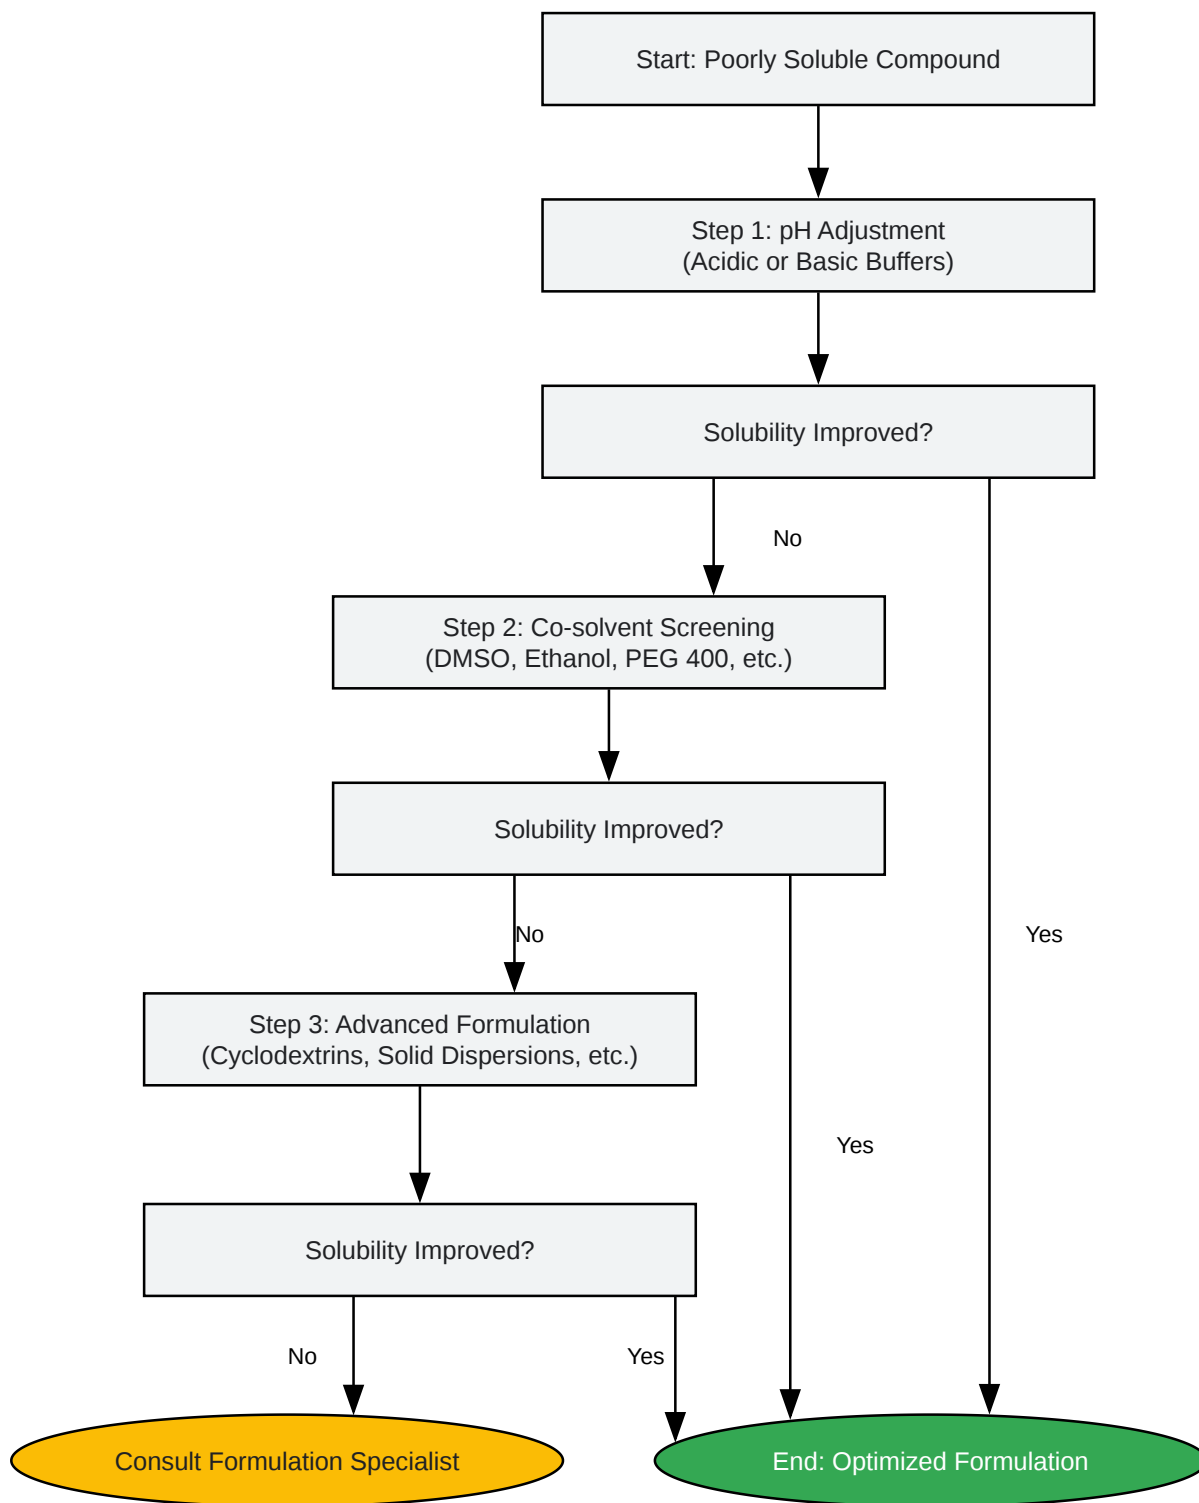 Start: Poorly Soluble Compound
Step 1: pH Adjustment
(Acidic or Basic Buffers)
Solubility Improved?
No
Step 2: Co-solvent Screening
(DMSO, Ethanol, PEG 400, etc.)
Solubility Improved?
No
Yes
Step 3: Advanced Formulation
(Cyclodextrins, Solid Dispersions, etc.)
Yes
Solubility Improved?
No
Yes
Consult Formulation Specialist
End: Optimized Formulation